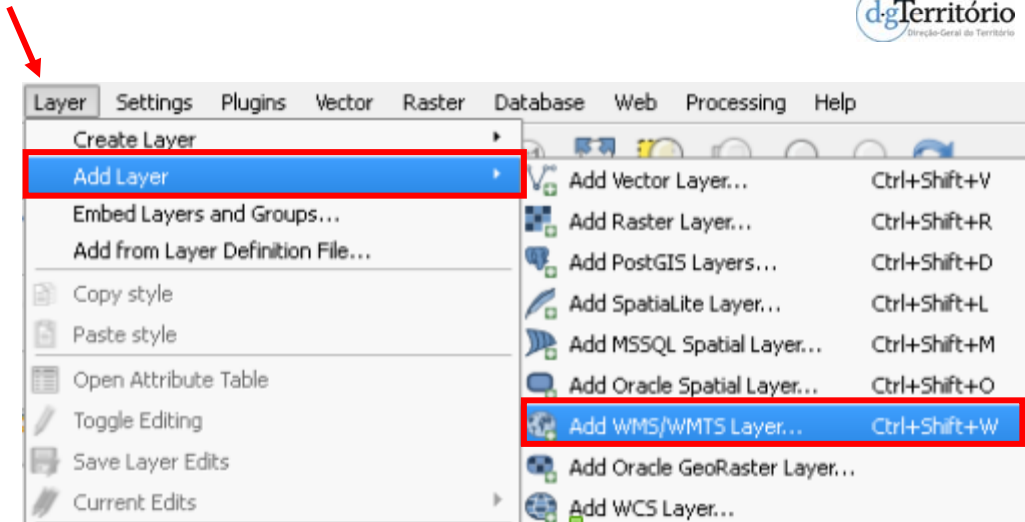 dgTerritório
Direção-Geral do Território
Layer Settings Plugins Vector Raster Database Web Processing Help
Create Layer
Add Layer
Embed Layers and Groups...
Add from Layer Definition File...
Copy style
Paste style
Open Attribute Table
Toggle Editing
Save Layer Edits
Current Edits
Add Vector Layer... Ctrl+Shift+V
Add Raster Layer... Ctrl+Shift+R
Add PostGIS Layers... Ctrl+Shift+D
Add SpatiaLite Layer... Ctrl+Shift+L
Add MSSQL Spatial Layer... Ctrl+Shift+M
Add Oracle Spatial Layer... Ctrl+Shift+O
Add WMS/WMTS Layer... Ctrl+Shift+W
Add Oracle GeoRaster Layer...
Add WCS Layer...